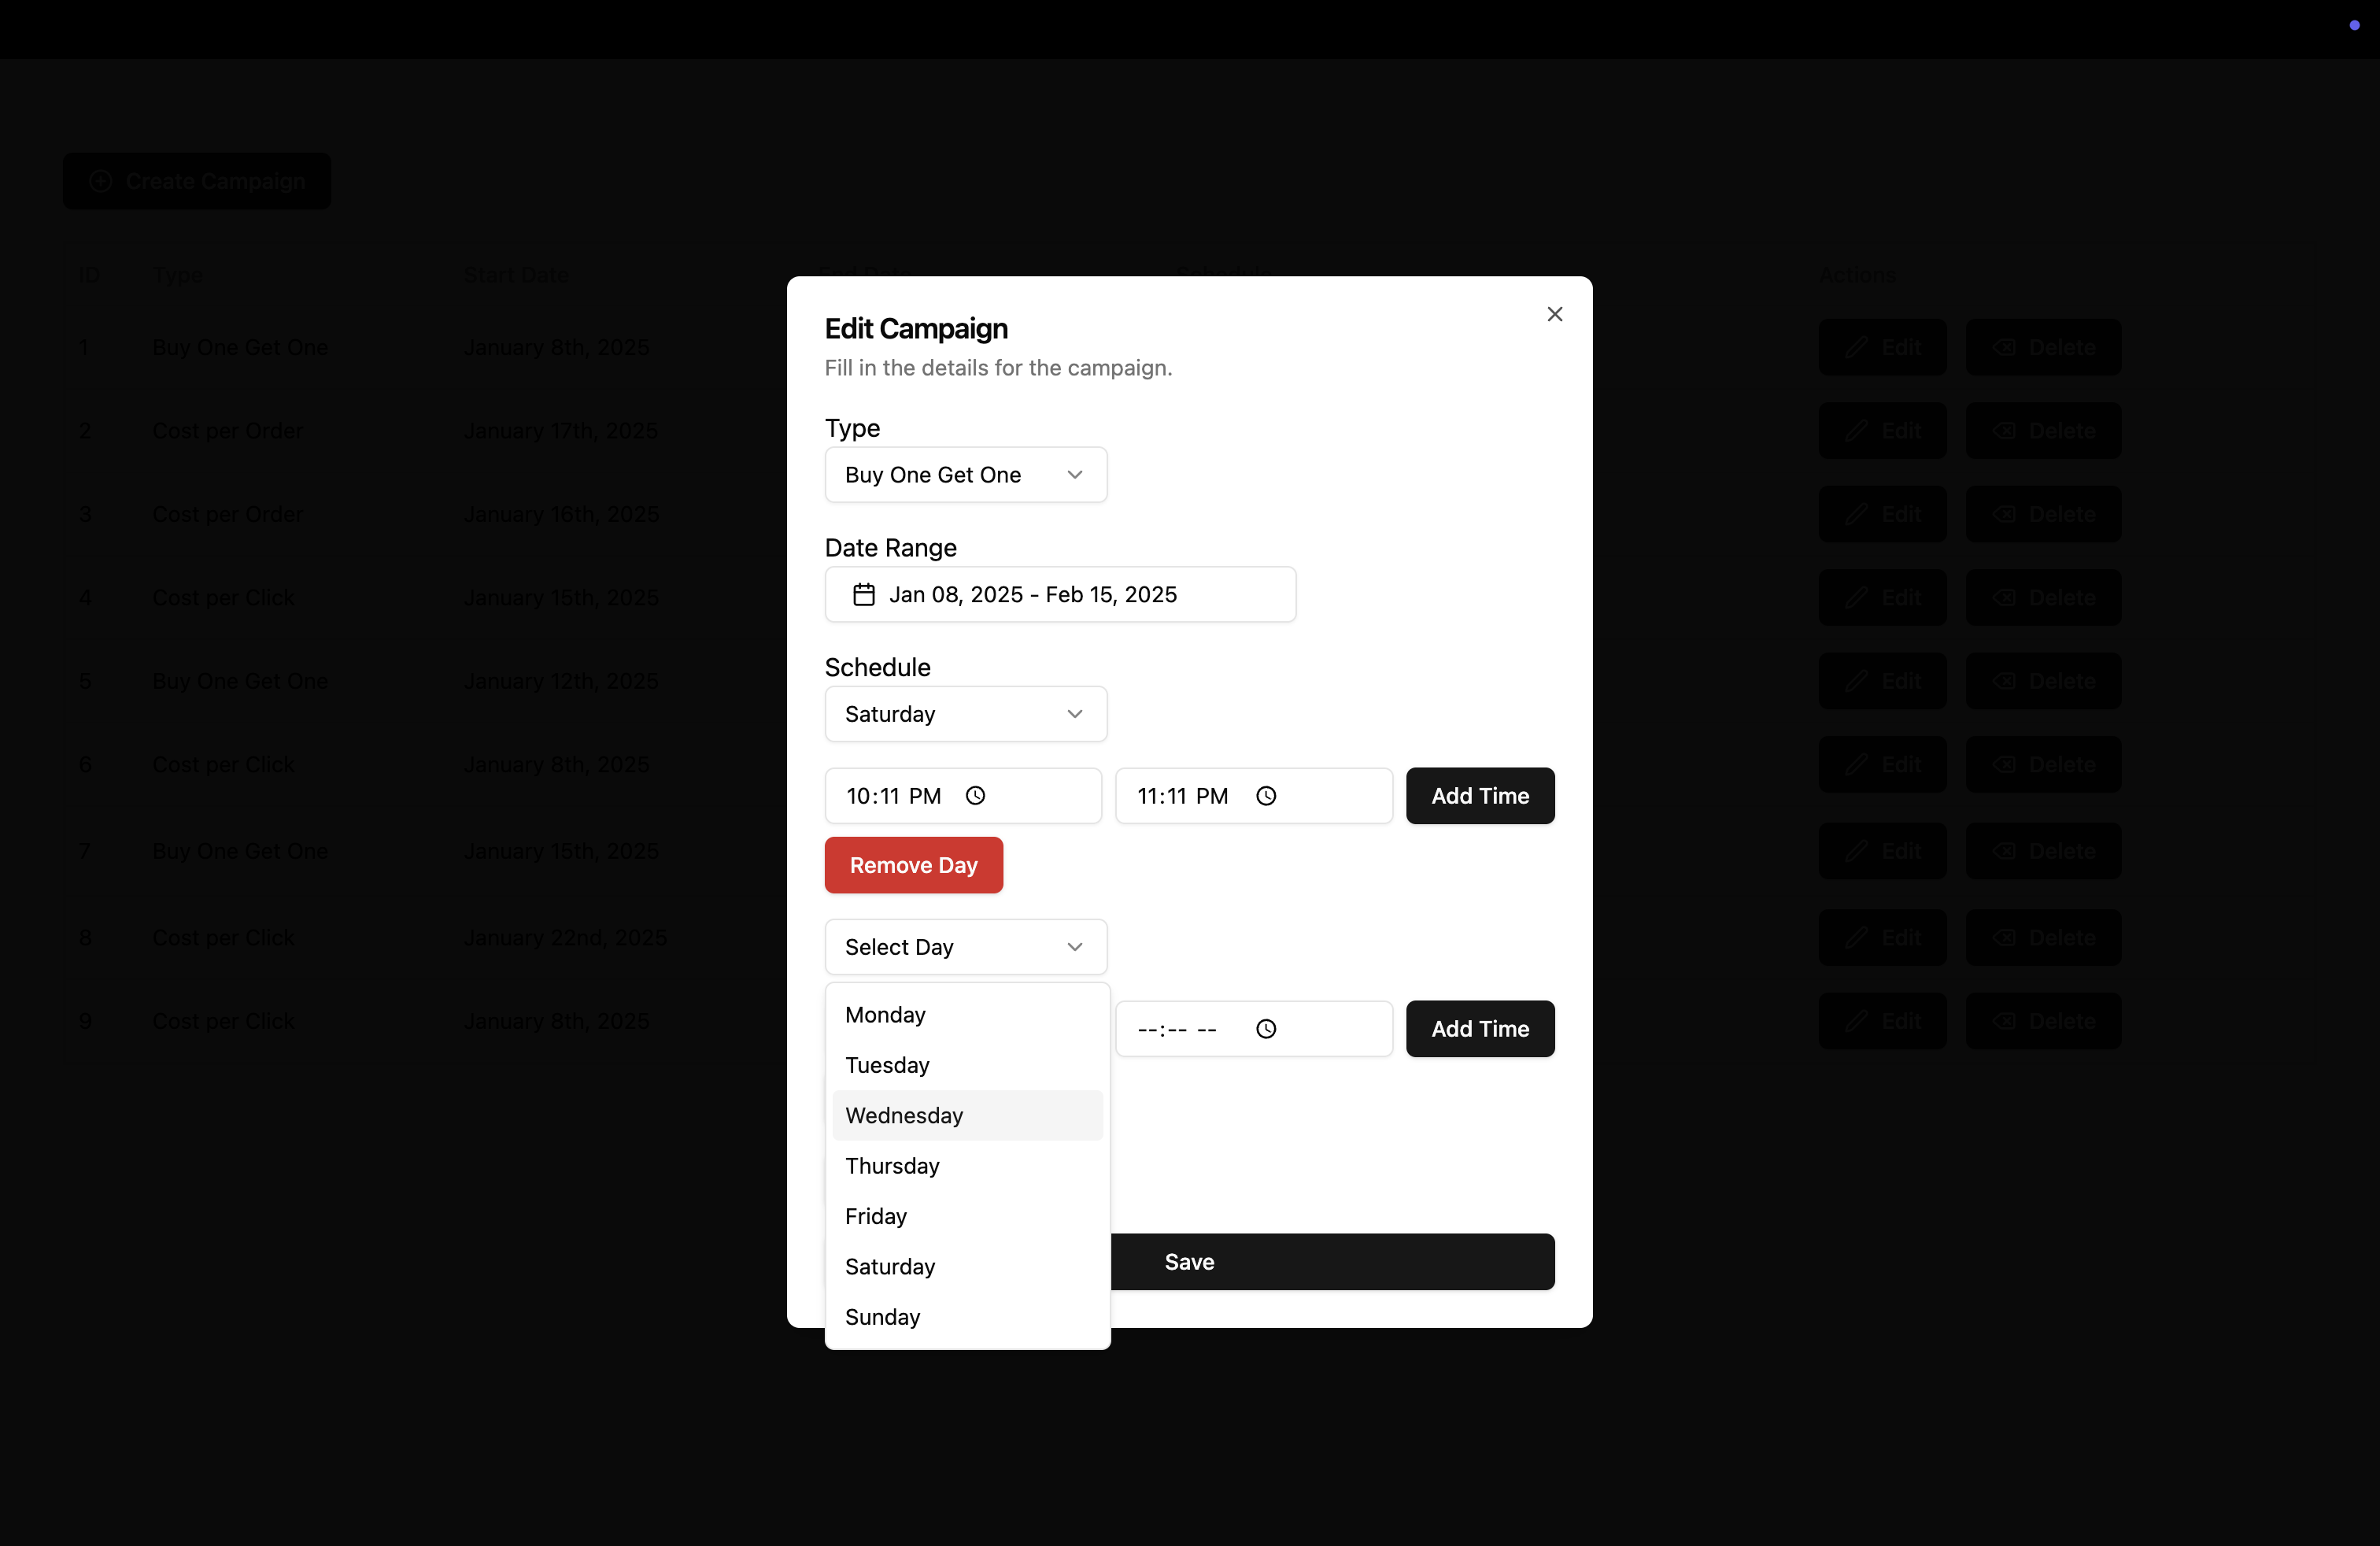 Create Campaign
ID Type Start Date End Date Schedule Actions
1 Buy One Get One January 8th, 2025 Edit Delete
2 Cost per Order January 17th, 2025 Edit Delete
3 Cost per Order January 16th, 2025 Edit Delete
4 Cost per Click January 15th, 2025 Edit Delete
5 Buy One Get One January 12th, 2025 Edit Delete
6 Cost per Click January 8th, 2025 Edit Delete
7 Buy One Get One January 15th, 2025 Edit Delete
8 Cost per Click January 22nd, 2025 Edit Delete
9 Cost per Click January 8th, 2025 Edit Delete
Edit Campaign
Fill in the details for the campaign.
Type
Buy One Get One
Date Range
Jan 08, 2025 - Feb 15, 2025
Schedule
Saturday
10:11 PM 11:11 PM Add Time
Remove Day
Select Day
--:-- -- Add Time
Monday
Tuesday
Wednesday
Thursday
Friday
Saturday
Sunday
Save